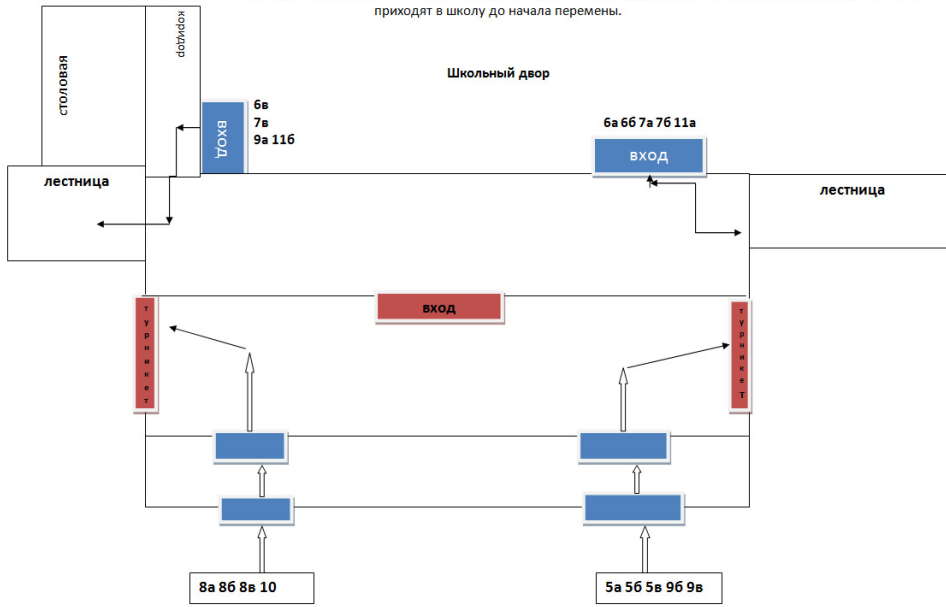 приходят в школу до начала перемены.
коридор
столовая
Школьный двор
6в
7в
9а 11б
вход
6а 6б 7а 7б 11а
вход
лестница
лестница
вход
турникет
турникеТ
8а 8б 8в 10
5а 5б 5в 9б 9в